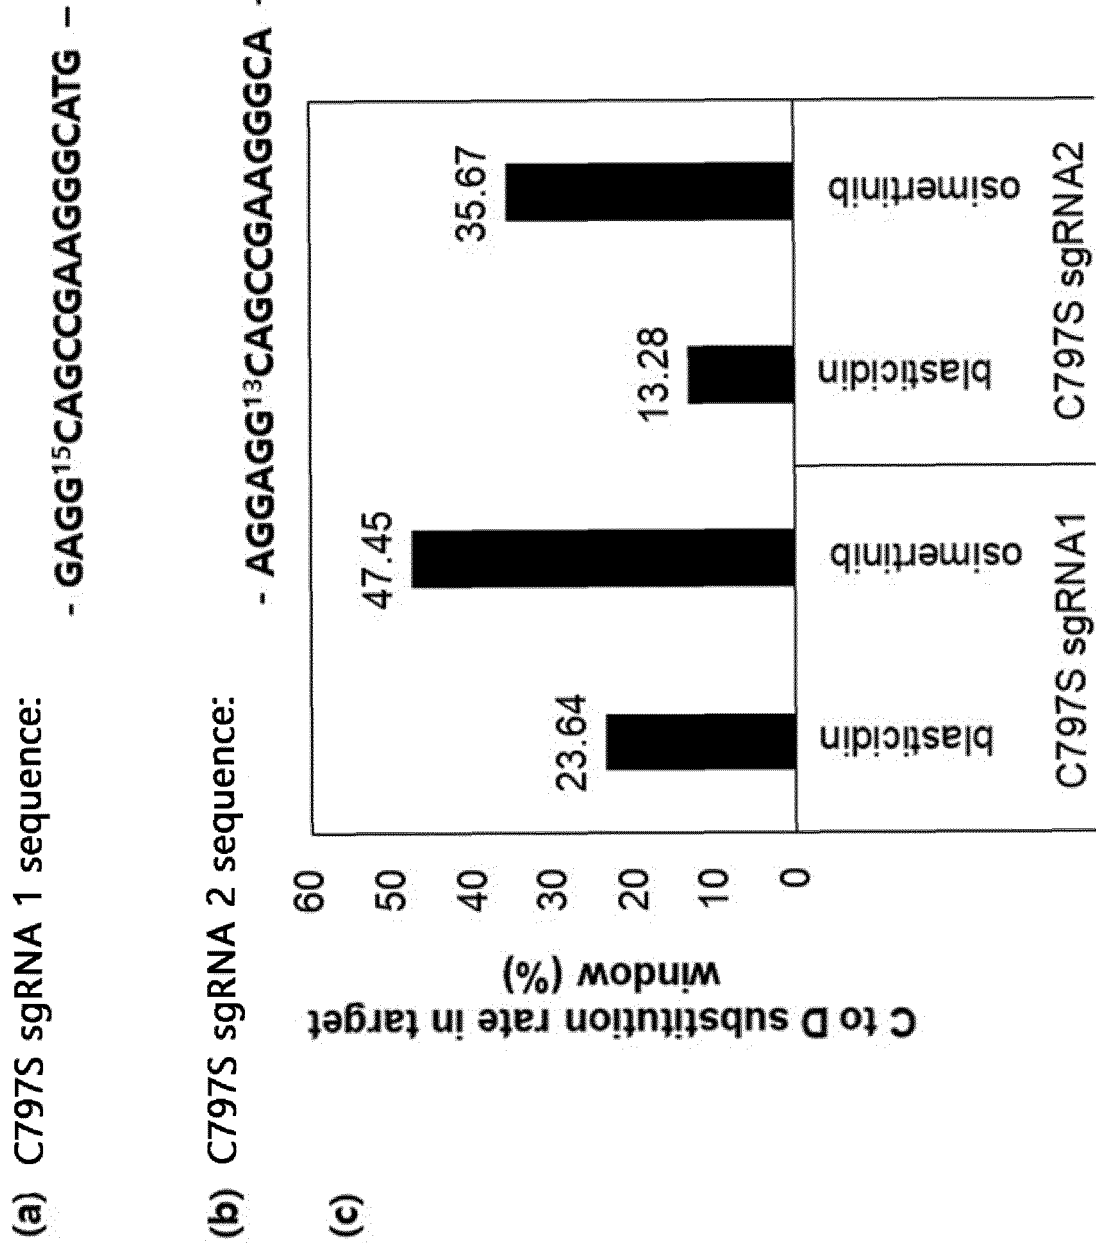 (a) C797S sgRNA 1 sequence:
- GAGG¹⁵CAGCCGAAGGGCATG –
(b) C797S sgRNA 2 sequence:
- AGGAGG¹³CAGCCGAAGGGCA -
(c)
C to D substitution rate in target
window (%)
60
50
40
30
20
10
0
23.64
47.45
13.28
35.67
blasticidin
osimertinib
blasticidin
osimertinib
C797S sgRNA1
C797S sgRNA2